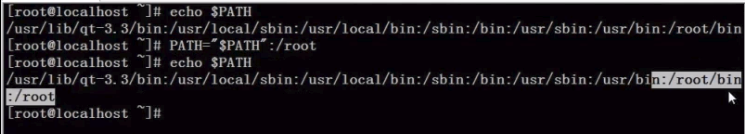 [root@localhost ~]# echo $PATH
/usr/lib/qt-3.3/bin:/usr/local/sbin:/usr/local/bin:/sbin:/bin:/usr/sbin:/usr/bin:/root/bin
[root@localhost ~]# PATH="$PATH":/root
[root@localhost ~]# echo $PATH
/usr/lib/qt-3.3/bin:/usr/local/sbin:/usr/local/bin:/sbin:/bin:/usr/sbin:/usr/bin:/root/bin
:/root
[root@localhost ~]#